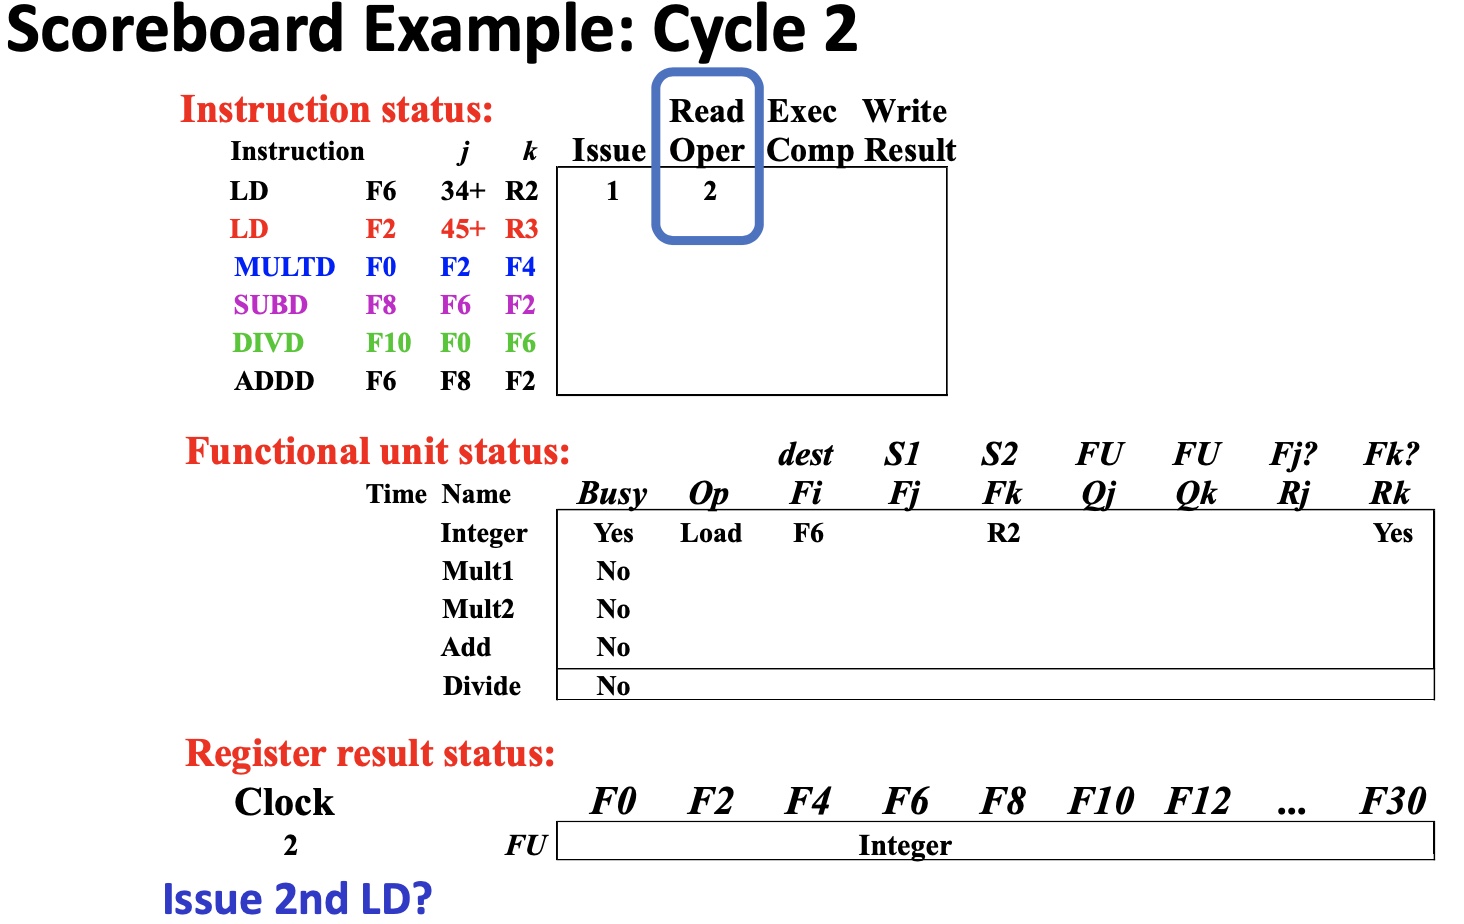 Scoreboard Example: Cycle 2
Instruction status: Read Exec Write
Instruction j k Issue Oper Comp Result
LD F6 34+ R2 1 2
LD F2 45+ R3
MULTD F0 F2 F4
SUBD F8 F6 F2
DIVD F10 F0 F6
ADDD F6 F8 F2
Functional unit status: dest S1 S2 FU FU Fj? Fk?
Time Name Busy Op Fi Fj Fk Qj Qk Rj Rk
Integer Yes Load F6 R2 Yes
Mult1 No
Mult2 No
Add No
Divide No
Register result status:
Clock F0 F2 F4 F6 F8 F10 F12 ... F30
2 FU Integer
Issue 2nd LD?